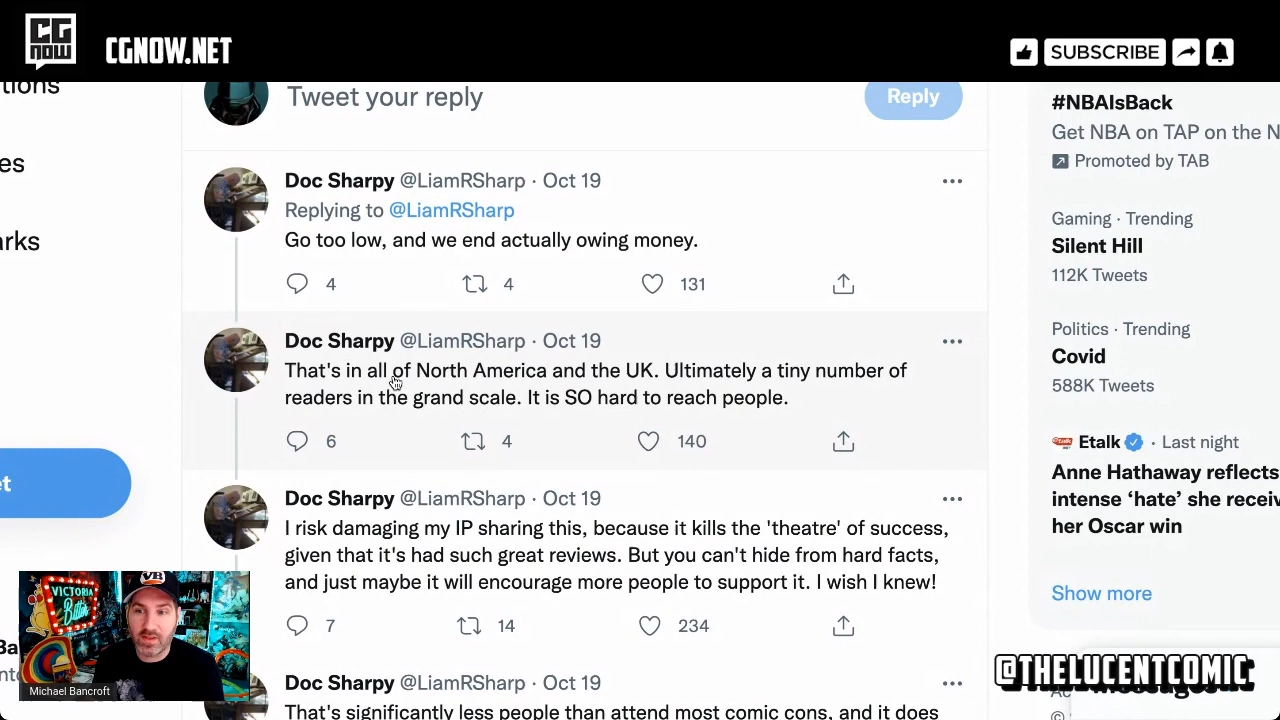 CG
NOW
CGNOW.NET
SUBSCRIBE
tions
Tweet your reply
Reply
#NBAIsBack
Get NBA on TAP on the N
Promoted by TAB
es
Doc Sharpy @LiamRSharp · Oct 19
Replying to @LiamRSharp
Go too low, and we end actually owing money.
4 4 131
Gaming · Trending
Silent Hill
112K Tweets
arks
Doc Sharpy @LiamRSharp · Oct 19
That's in all of North America and the UK. Ultimately a tiny number of
readers in the grand scale. It is SO hard to reach people.
6 4 140
Politics · Trending
Covid
588K Tweets
Etalk · Last night
Anne Hathaway reflects
intense ‘hate’ she receiv
her Oscar win
Show more
et
Doc Sharpy @LiamRSharp · Oct 19
I risk damaging my IP sharing this, because it kills the 'theatre' of success,
given that it's had such great reviews. But you can't hide from hard facts,
and just maybe it will encourage more people to support it. I wish I knew!
7 14 234
VICTORIA
VR
Michael Bancroft
Doc Sharpy @LiamRSharp · Oct 19
That's significantly less people than attend most comic cons, and it does
@THELUCENTCOMIC